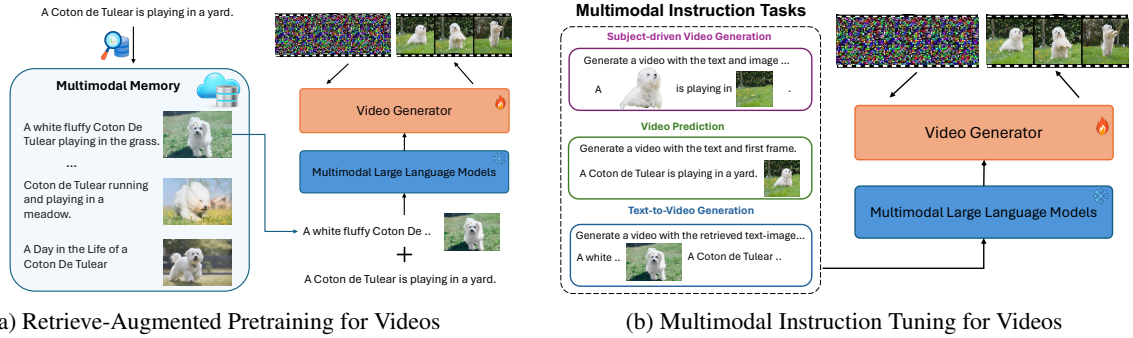 A Coton de Tulear is playing in a yard.
Multimodal Memory
A white fluffy Coton De
Tulear playing in the grass.
...
Coton de Tulear running
and playing in a
meadow.
A Day in the Life of a
Coton De Tulear
Video Generator
Multimodal Large Language Models
A white fluffy Coton De ..
+
A Coton de Tulear is playing in a yard.
a) Retrieve-Augmented Pretraining for Videos
Multimodal Instruction Tasks
Subject-driven Video Generation
Generate a video with the text and image ...
A is playing in .
Video Prediction
Generate a video with the text and first frame.
A Coton de Tulear is playing in a yard.
Text-to-Video Generation
Generate a video with the retrieved text-image...
A white .. A Coton de Tulear ..
Video Generator
Multimodal Large Language Models
(b) Multimodal Instruction Tuning for Videos